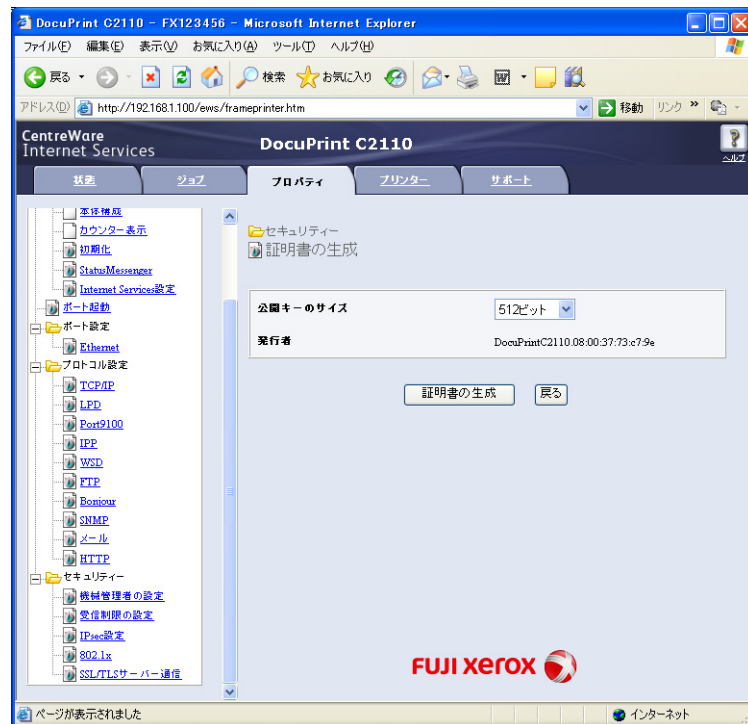 DocuPrint C2110 - FX123456 - Microsoft Internet Explorer
ファイル(F) 編集(E) 表示(V) お気に入り(A) ツール(T) ヘルプ(H)
戻る 検索 お気に入り
アドレス(D) http://192.168.1.100/ews/frameprinter.htm 移動 リンク »
CentreWare
Internet Services
DocuPrint C2110
ヘルプ
状態 ジョブ プロパティ プリンター サポート
本体構成
カウンター表示
初期化
StatusMessenger
Internet Services設定
ポート起動
ポート設定
Ethernet
プロトコル設定
TCP/IP
LPD
Port9100
IPP
WSD
FTP
Bonjour
SNMP
メール
HTTP
セキュリティー
機械管理者の設定
受信制限の設定
IPsec設定
802.1x
SSL/TLSサーバー通信
セキュリティー
証明書の生成
公開キーのサイズ 512ビット
発行者 DocuPrintC2110.08:00:37:73:c7:9e
証明書の生成 戻る
FUJI xerox
ページが表示されました インターネット